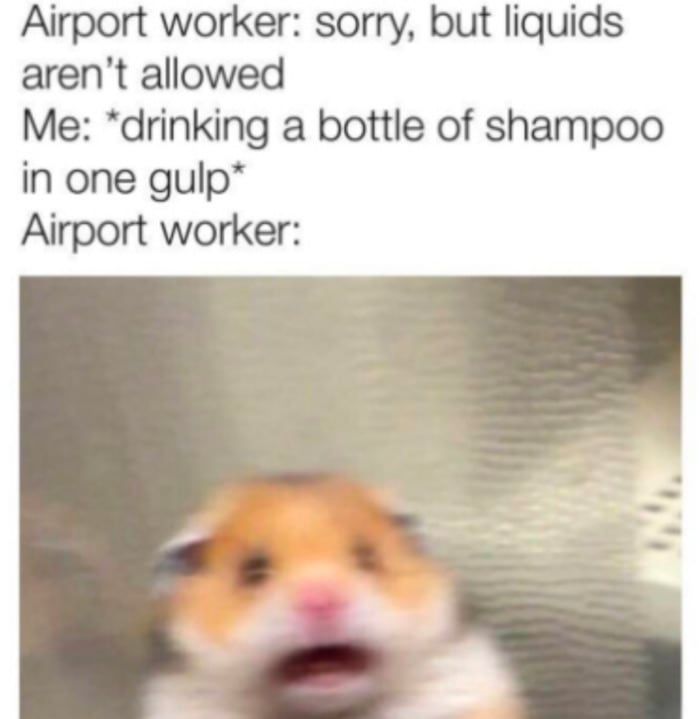 Airport worker: sorry, but liquids
aren't allowed
Me: *drinking a bottle of shampoo
in one gulp*
Airport worker: